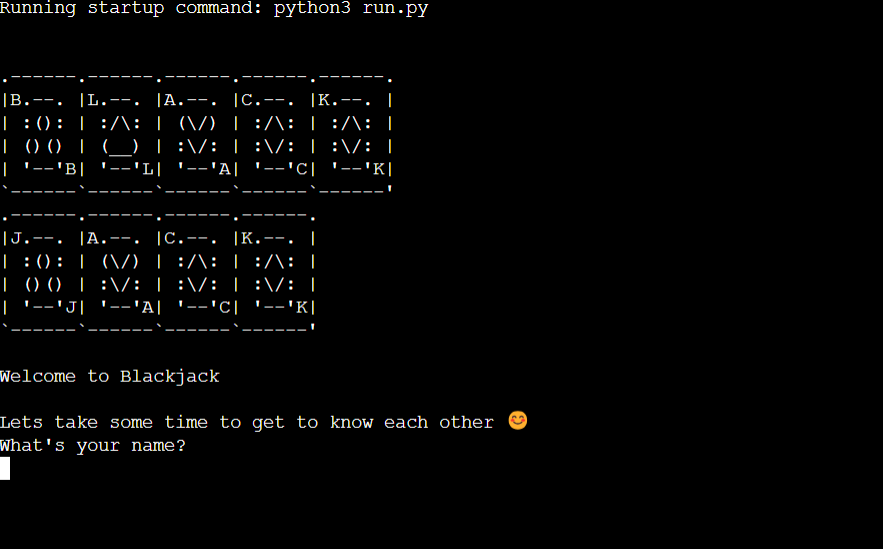 Running startup command: python3 run.py
.------.------.------.------.------.
|B.--. |L.--. |A.--. |C.--. |K.--. |
| :(): | :/\: | (\/) | :/\: | :/\: |
| ()() | (__) | :\/: | :\/: | :\/: |
| '--'B| '--'L| '--'A| '--'C| '--'K|
`------`------`------`------`------'
.------.------.------.------.
|J.--. |A.--. |C.--. |K.--. |
| :(): | (\/) | :/\: | :/\: |
| ()() | :\/: | :\/: | :\/: |
| '--'J| '--'A| '--'C| '--'K|
`------`------`------`------'
Welcome to Blackjack
Lets take some time to get to know each other 😊
What's your name?